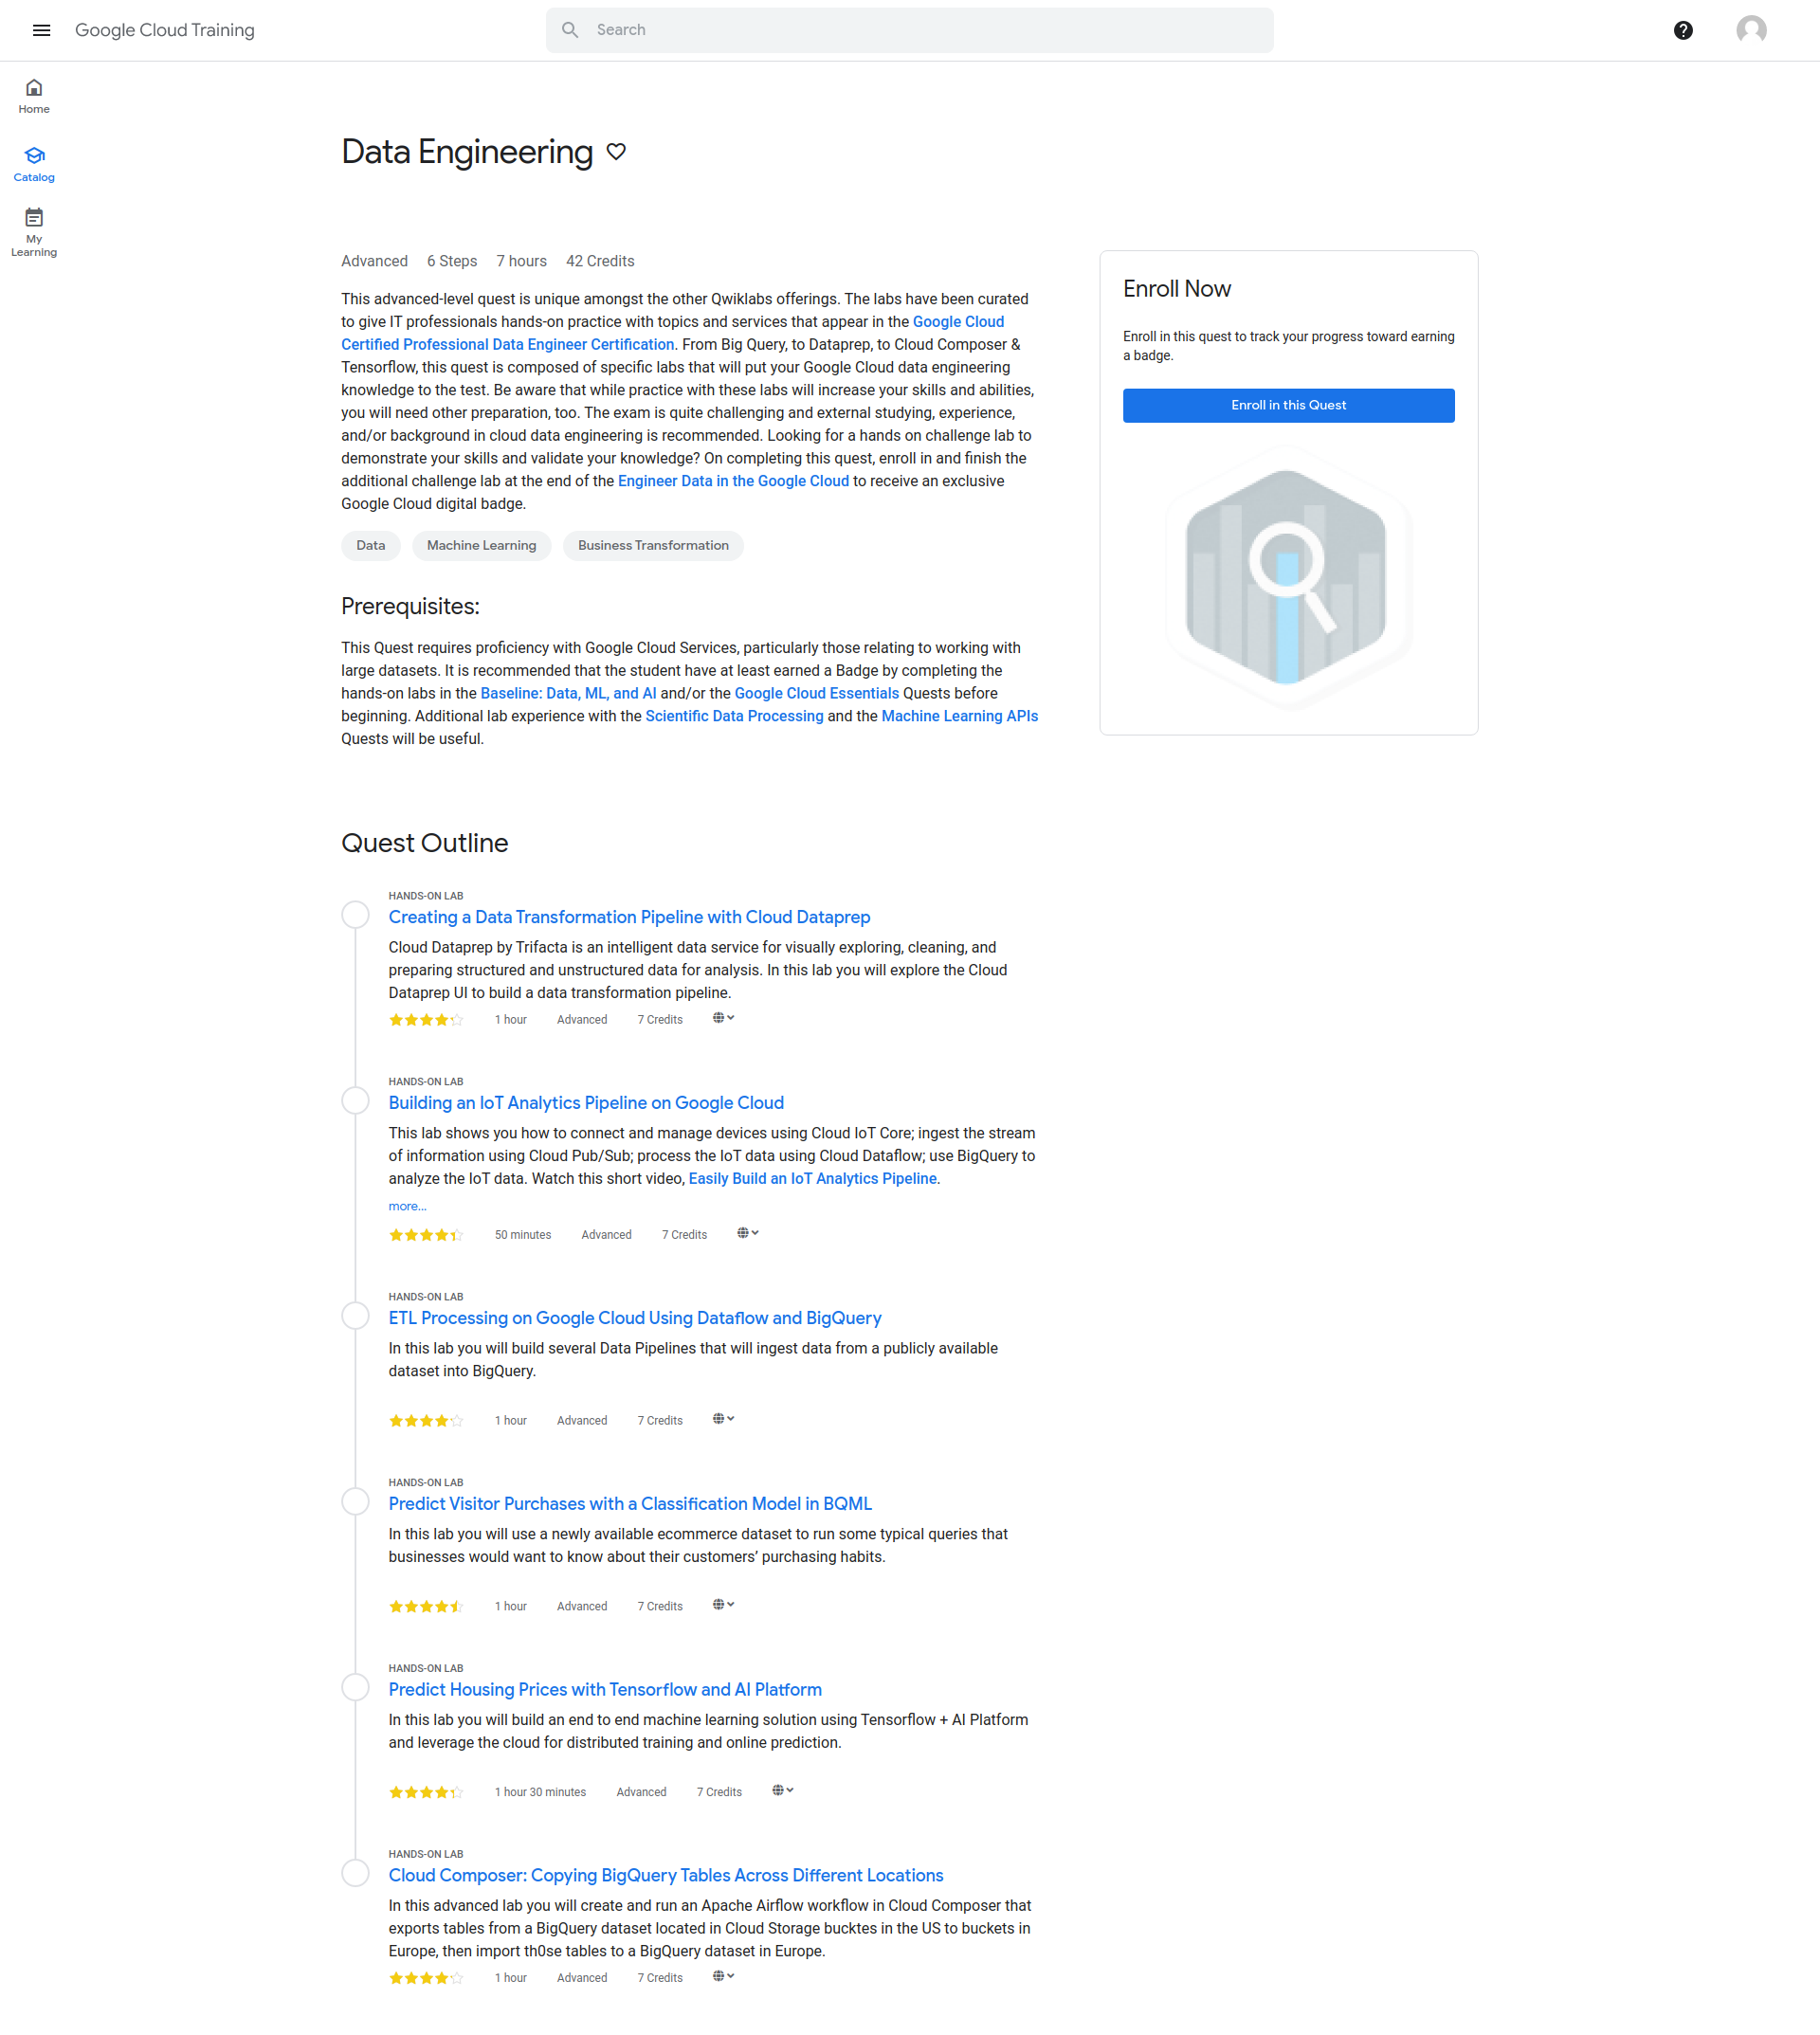 Google Cloud Training
Search
Home
Catalog
My
Learning
Data Engineering
Advanced 6 Steps 7 hours 42 Credits
This advanced-level quest is unique amongst the other Qwiklabs offerings. The labs have been curated
to give IT professionals hands-on practice with topics and services that appear in the Google Cloud
Certified Professional Data Engineer Certification. From Big Query, to Dataprep, to Cloud Composer &
Tensorflow, this quest is composed of specific labs that will put your Google Cloud data engineering
knowledge to the test. Be aware that while practice with these labs will increase your skills and abilities,
you will need other preparation, too. The exam is quite challenging and external studying, experience,
and/or background in cloud data engineering is recommended. Looking for a hands on challenge lab to
demonstrate your skills and validate your knowledge? On completing this quest, enroll in and finish the
additional challenge lab at the end of the Engineer Data in the Google Cloud to receive an exclusive
Google Cloud digital badge.
Data Machine Learning Business Transformation
Prerequisites:
This Quest requires proficiency with Google Cloud Services, particularly those relating to working with
large datasets. It is recommended that the student have at least earned a Badge by completing the
hands-on labs in the Baseline: Data, ML, and AI and/or the Google Cloud Essentials Quests before
beginning. Additional lab experience with the Scientific Data Processing and the Machine Learning APIs
Quests will be useful.
Enroll Now
Enroll in this quest to track your progress toward earning
a badge.
Enroll in this Quest
Quest Outline
HANDS-ON LAB
Creating a Data Transformation Pipeline with Cloud Dataprep
Cloud Dataprep by Trifacta is an intelligent data service for visually exploring, cleaning, and
preparing structured and unstructured data for analysis. In this lab you will explore the Cloud
Dataprep UI to build a data transformation pipeline.
1 hour Advanced 7 Credits
HANDS-ON LAB
Building an IoT Analytics Pipeline on Google Cloud
This lab shows you how to connect and manage devices using Cloud IoT Core; ingest the stream
of information using Cloud Pub/Sub; process the IoT data using Cloud Dataflow; use BigQuery to
analyze the IoT data. Watch this short video, Easily Build an IoT Analytics Pipeline.
more...
50 minutes Advanced 7 Credits
HANDS-ON LAB
ETL Processing on Google Cloud Using Dataflow and BigQuery
In this lab you will build several Data Pipelines that will ingest data from a publicly available
dataset into BigQuery.
1 hour Advanced 7 Credits
HANDS-ON LAB
Predict Visitor Purchases with a Classification Model in BQML
In this lab you will use a newly available ecommerce dataset to run some typical queries that
businesses would want to know about their customers’ purchasing habits.
1 hour Advanced 7 Credits
HANDS-ON LAB
Predict Housing Prices with Tensorflow and AI Platform
In this lab you will build an end to end machine learning solution using Tensorflow + AI Platform
and leverage the cloud for distributed training and online prediction.
1 hour 30 minutes Advanced 7 Credits
HANDS-ON LAB
Cloud Composer: Copying BigQuery Tables Across Different Locations
In this advanced lab you will create and run an Apache Airflow workflow in Cloud Composer that
exports tables from a BigQuery dataset located in Cloud Storage bucktes in the US to buckets in
Europe, then import th0se tables to a BigQuery dataset in Europe.
1 hour Advanced 7 Credits